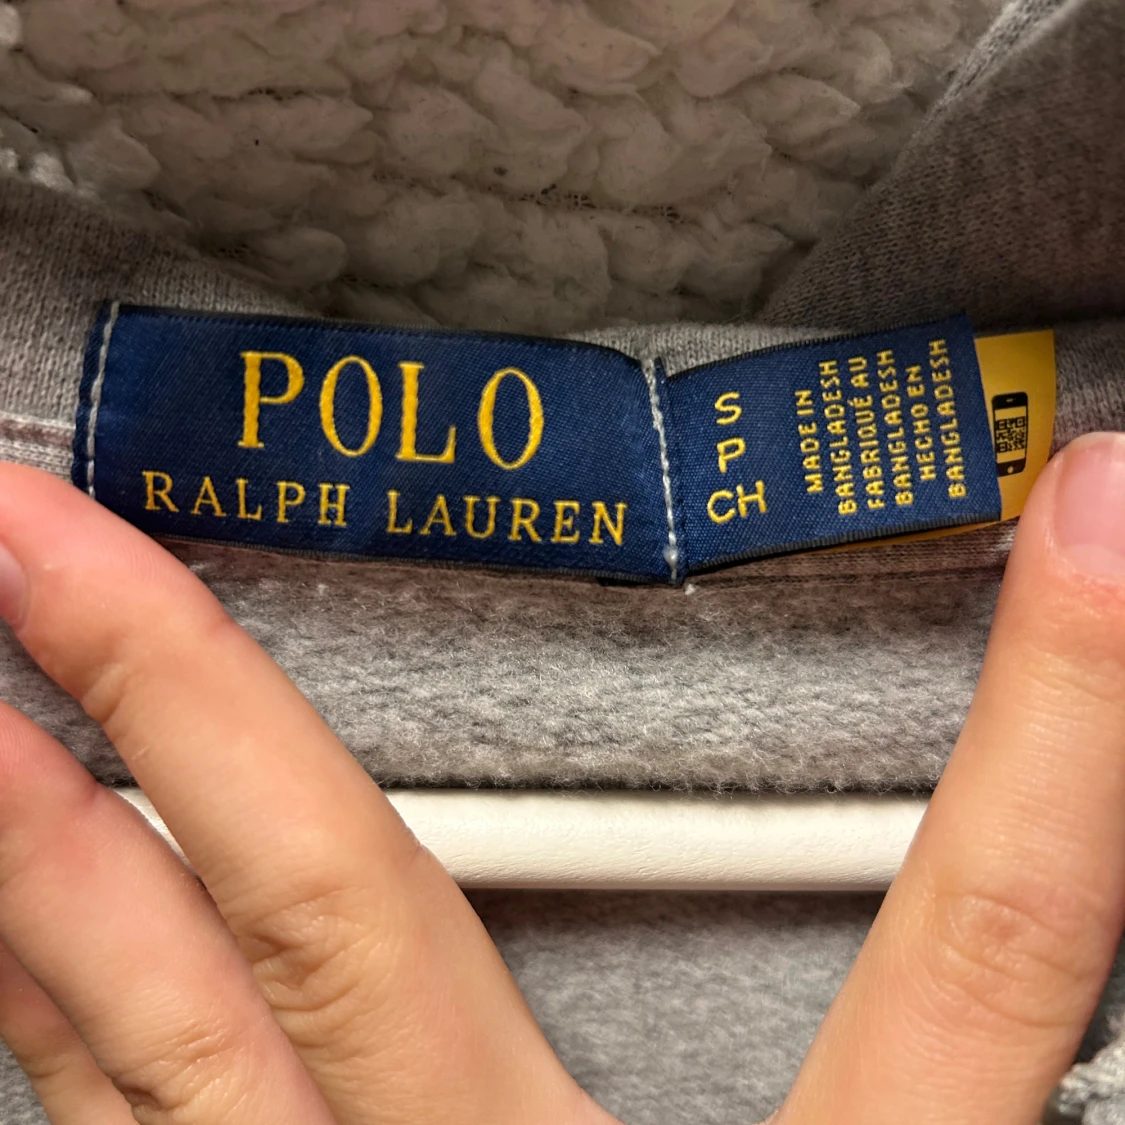 POLO
RALPH LAUREN
S
P
CH
MADE IN
BANGLADESH
FABRIQUÉ AU
BANGLADESH
HECHO EN
BANGLADESH